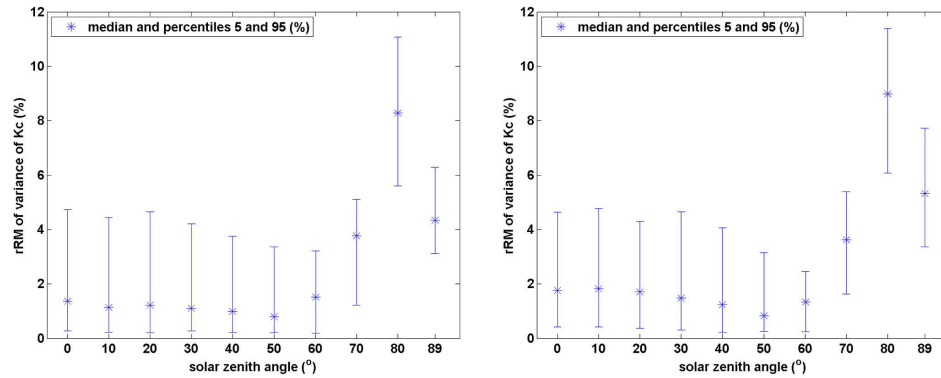 median and percentiles 5 and 95 (%)
rRM of variance of Kc (%)
12
10
8
6
4
2
0
0 10 20 30 40 50 60 70 80 89
solar zenith angle (o)
median and percentiles 5 and 95 (%)
rRM of variance of Kc (%)
12
10
8
6
4
2
0
0 10 20 30 40 50 60 70 80 89
solar zenith angle (o)